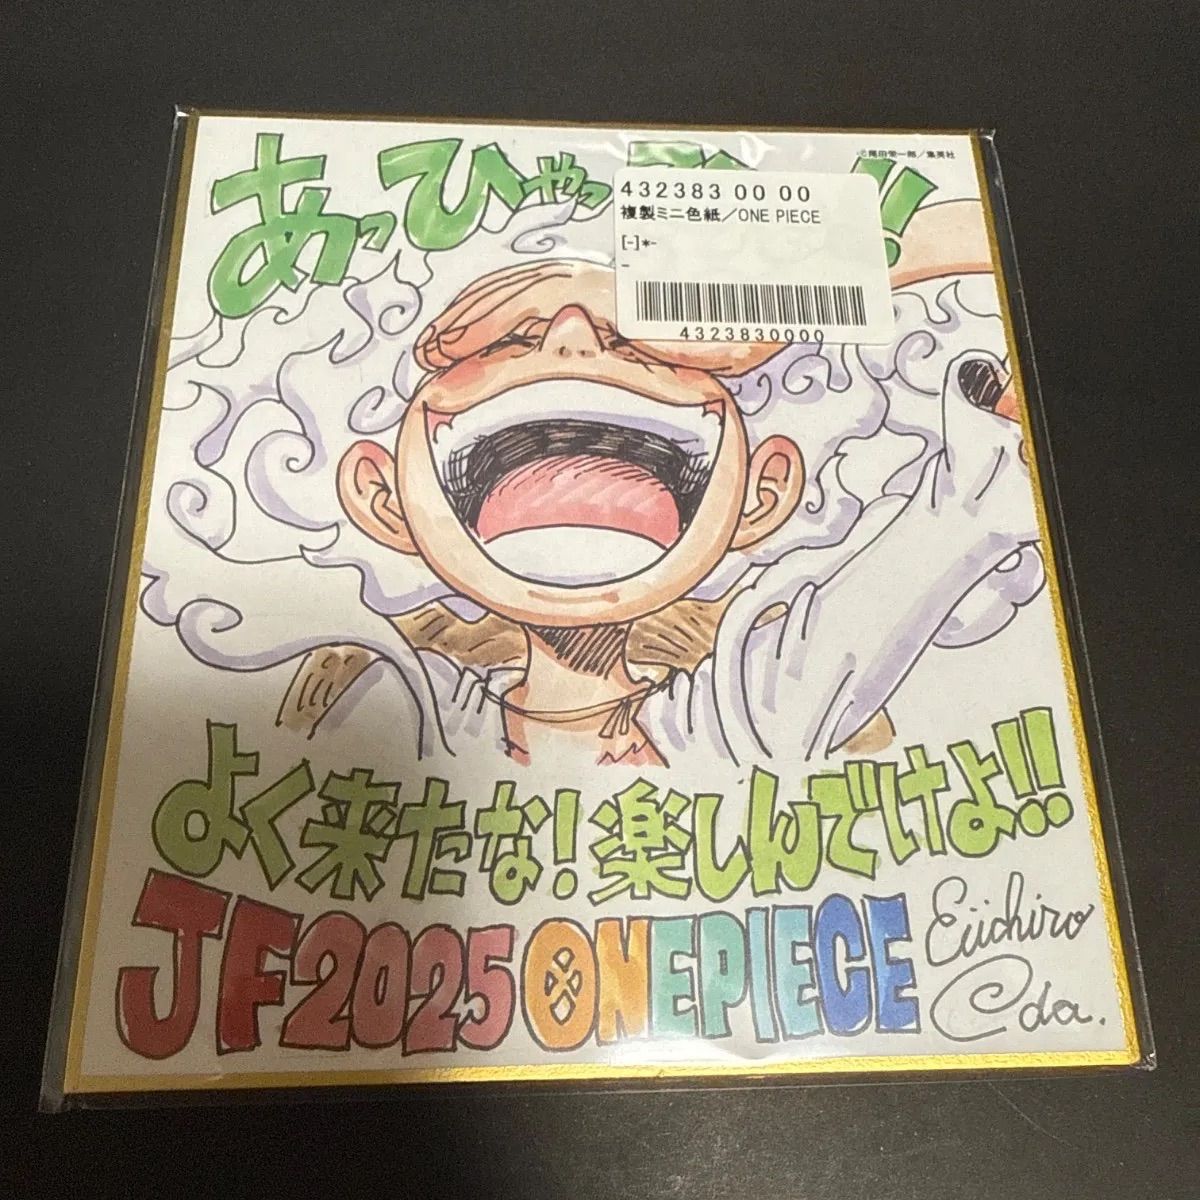 あっひゃっ!!
©尾田栄一郎／集英社
432383 00 00
複製ミニ色紙／ONE PIECE
[-]*-
-
4323830000
よく来たな!楽しんでけよ!!
JF2025 ONE PIECE
Eiichiro
Oda.